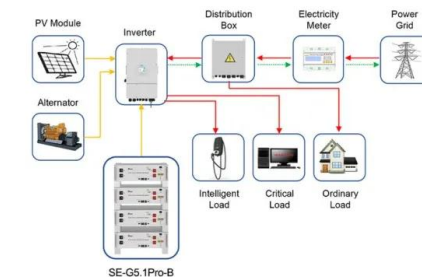 PV Module
Inverter
Distribution
Box
Electricity
Meter
Power
Grid
Alternator
Intelligent
Load
Critical
Load
Ordinary
Load
SE-G5.1Pro-B